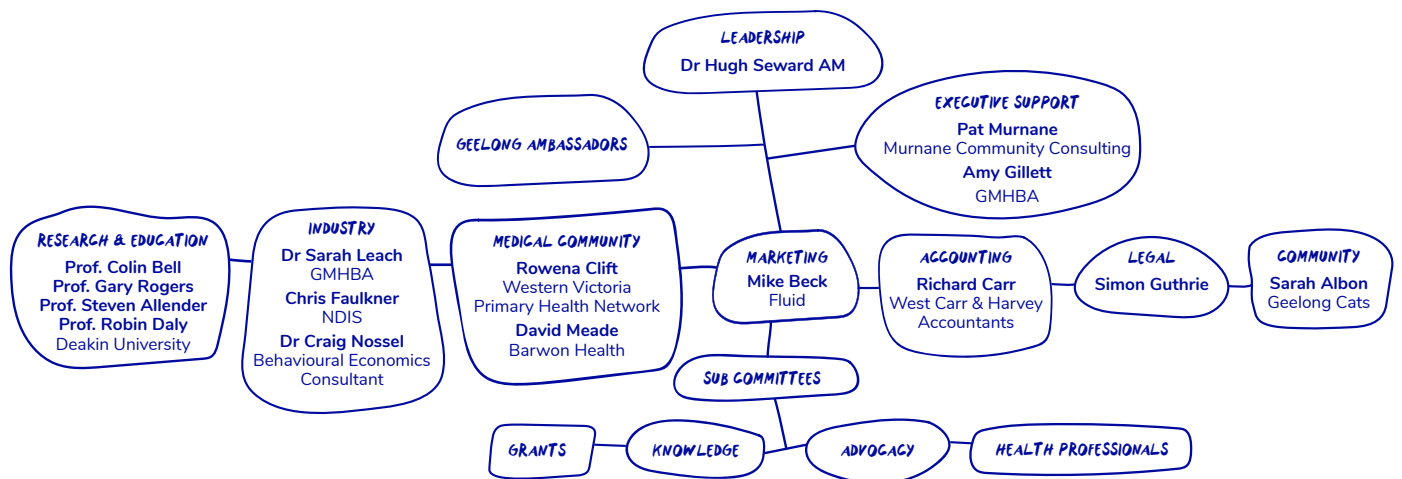 LEADERSHIP
Dr Hugh Seward AM
GEELONG AMBASSADORS
EXECUTIVE SUPPORT
Pat Murnane
Murnane Community Consulting
Amy Gillett
GMHBA
RESEARCH & EDUCATION
Prof. Colin Bell
Prof. Gary Rogers
Prof. Steven Allender
Prof. Robin Daly
Deakin University
INDUSTRY
Dr Sarah Leach
GMHBA
Chris Faulkner
NDIS
Dr Craig Nossel
Behavioural Economics
Consultant
MEDICAL COMMUNITY
Rowena Clift
Western Victoria
Primary Health Network
David Meade
Barwon Health
MARKETING
Mike Beck
Fluid
ACCOUNTING
Richard Carr
West Carr & Harvey
Accountants
LEGAL
Simon Guthrie
COMMUNITY
Sarah Albon
Geelong Cats
SUB COMMITTEES
GRANTS
KNOWLEDGE
ADVOCACY
HEALTH PROFESSIONALS